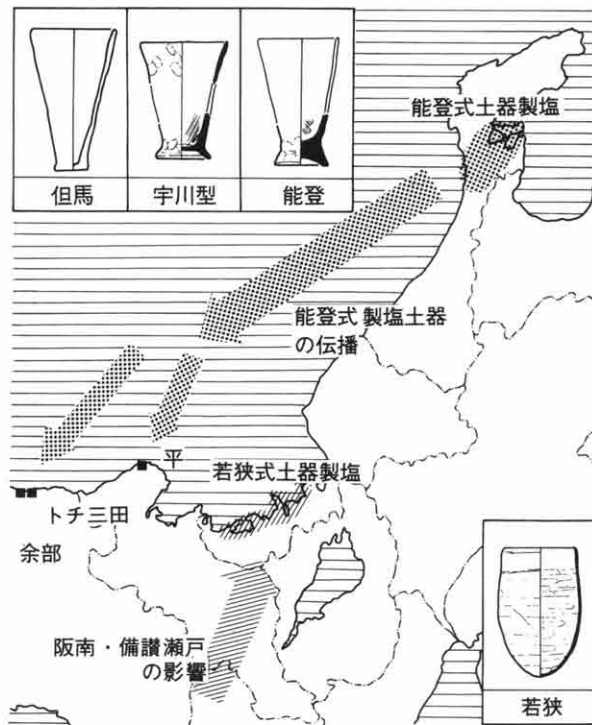 但馬
宇川型
能登
能登式土器製塩
能登式製塩土器
の伝播
平
若狭式土器製塩
トチ三田
余部
阪南・備讃瀬戸
の影響
若狭